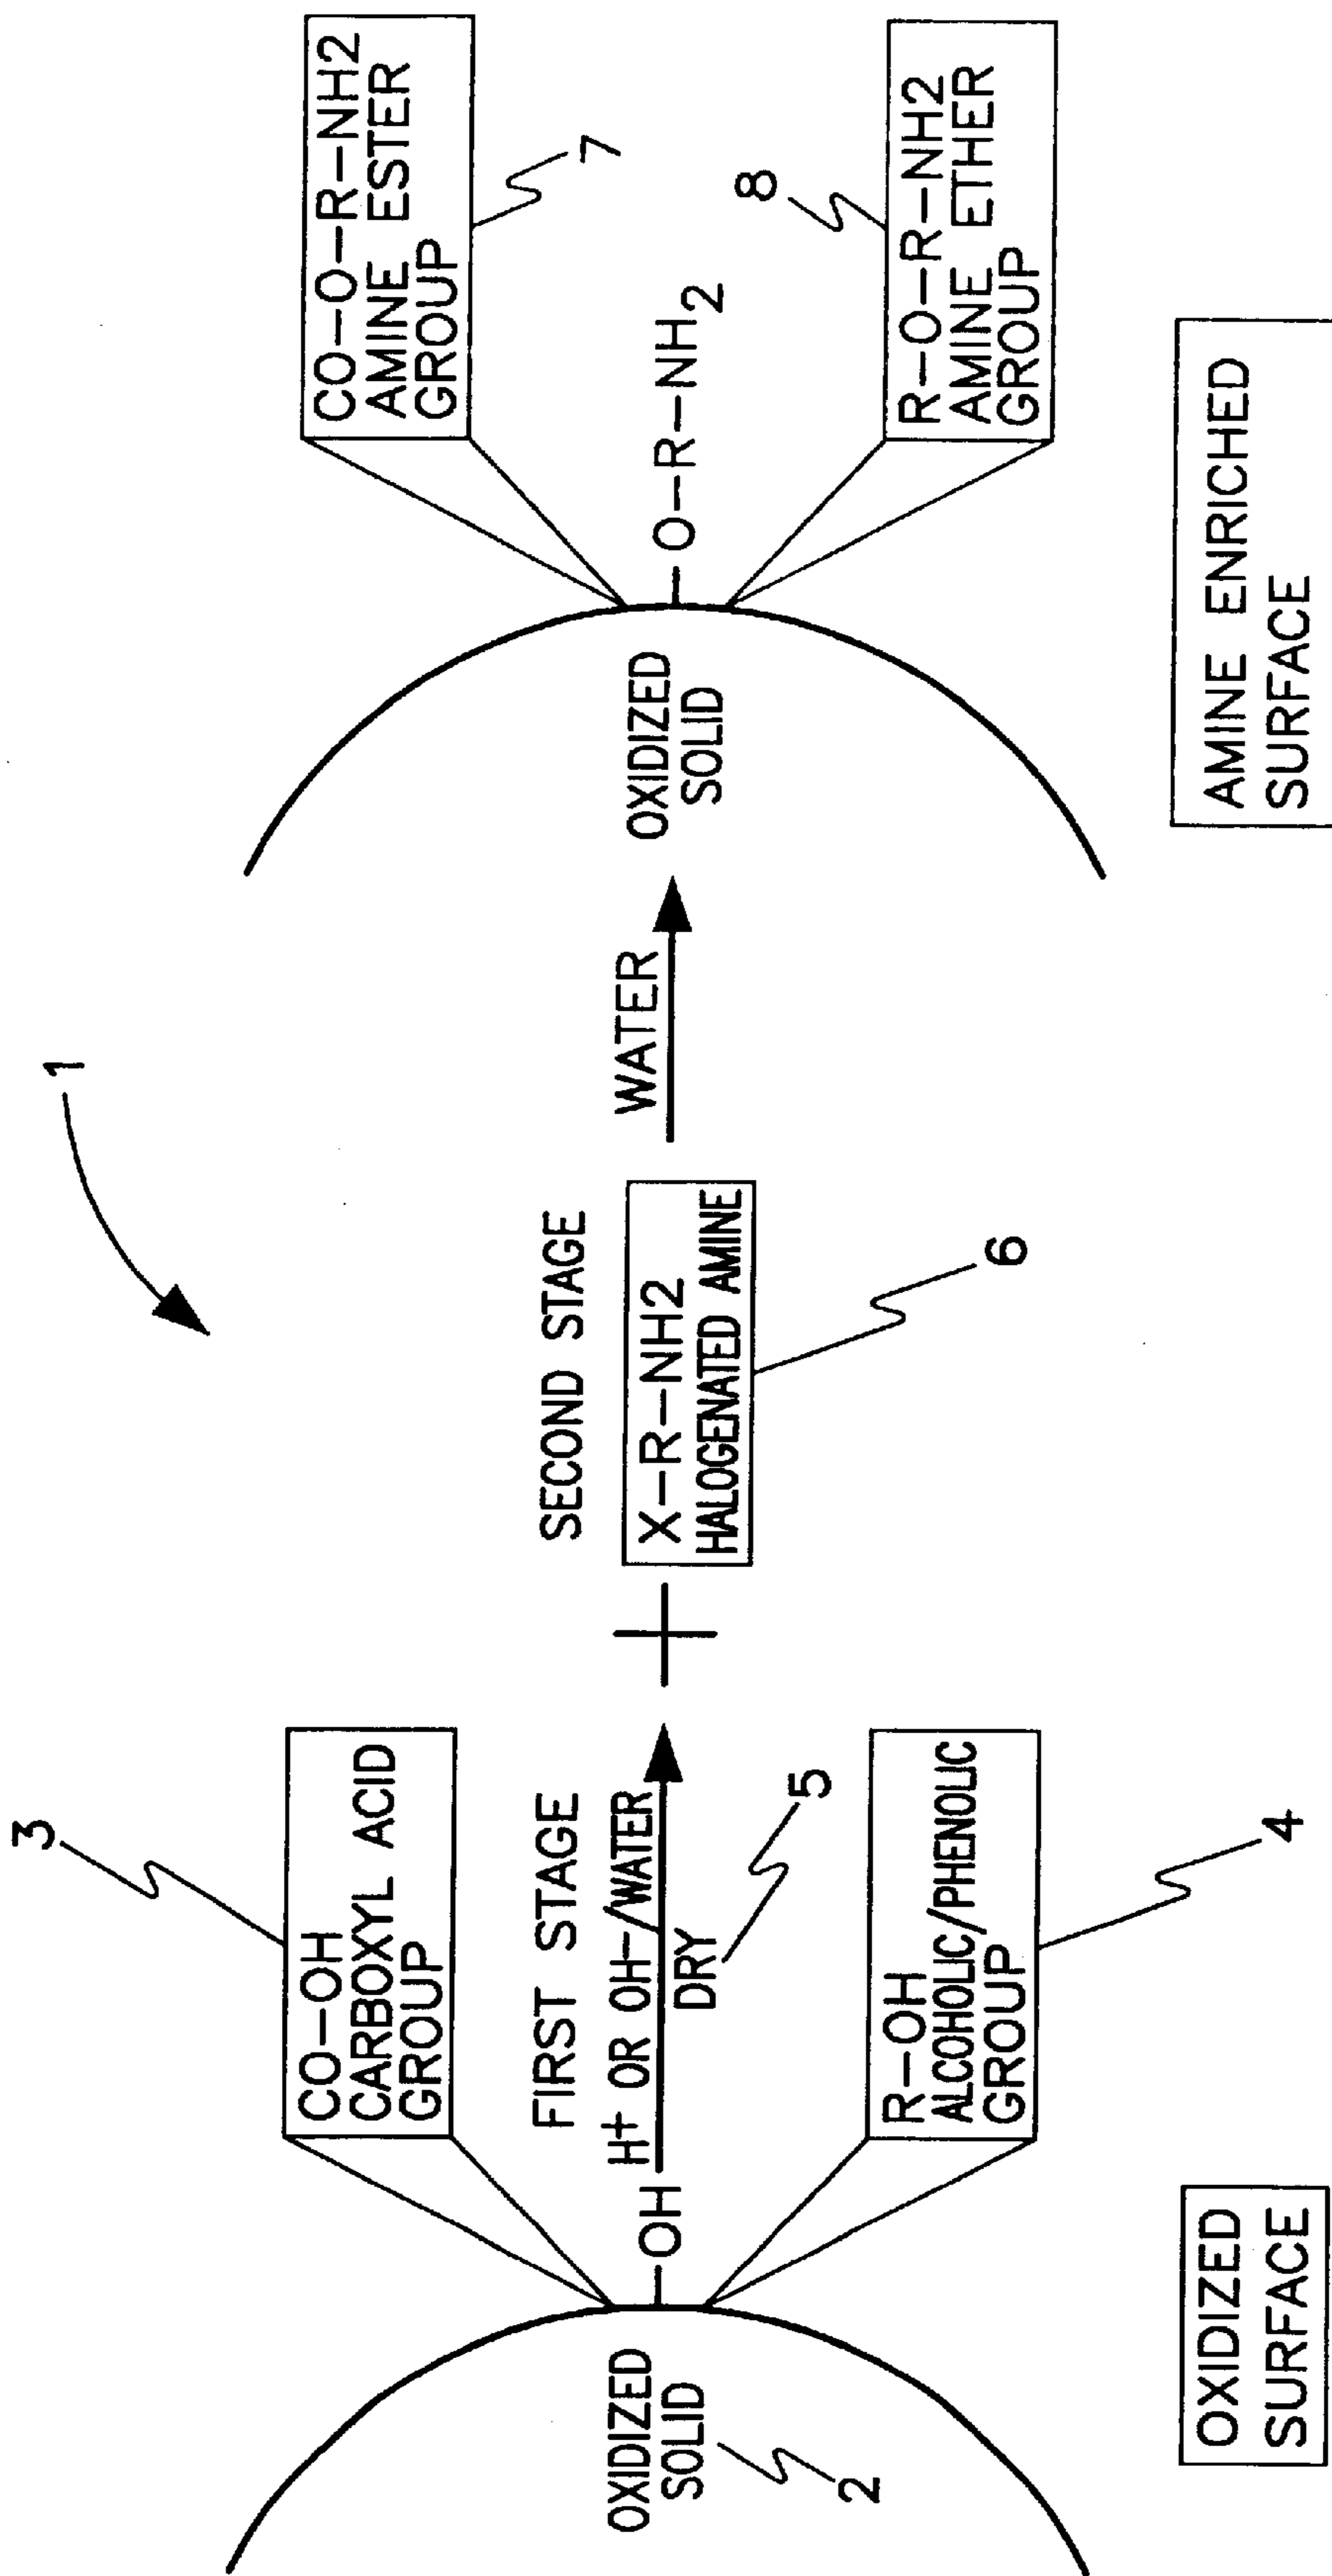 1
3
CO-OH
CARBOXYL ACID
GROUP
FIRST STAGE
H+ OR OH-/WATER
DRY
5
-OH
OXIDIZED
SOLID
2
R-OH
ALCOHOLIC/PHENOLIC
GROUP
4
OXIDIZED
SURFACE
SECOND STAGE
+
X-R-NH2
HALOGENATED AMINE
6
WATER
OXIDIZED
SOLID
CO-O-R-NH2
AMINE ESTER
GROUP
7
-O-R-NH2
8
R-O-R-NH2
AMINE ETHER
GROUP
AMINE ENRICHED
SURFACE